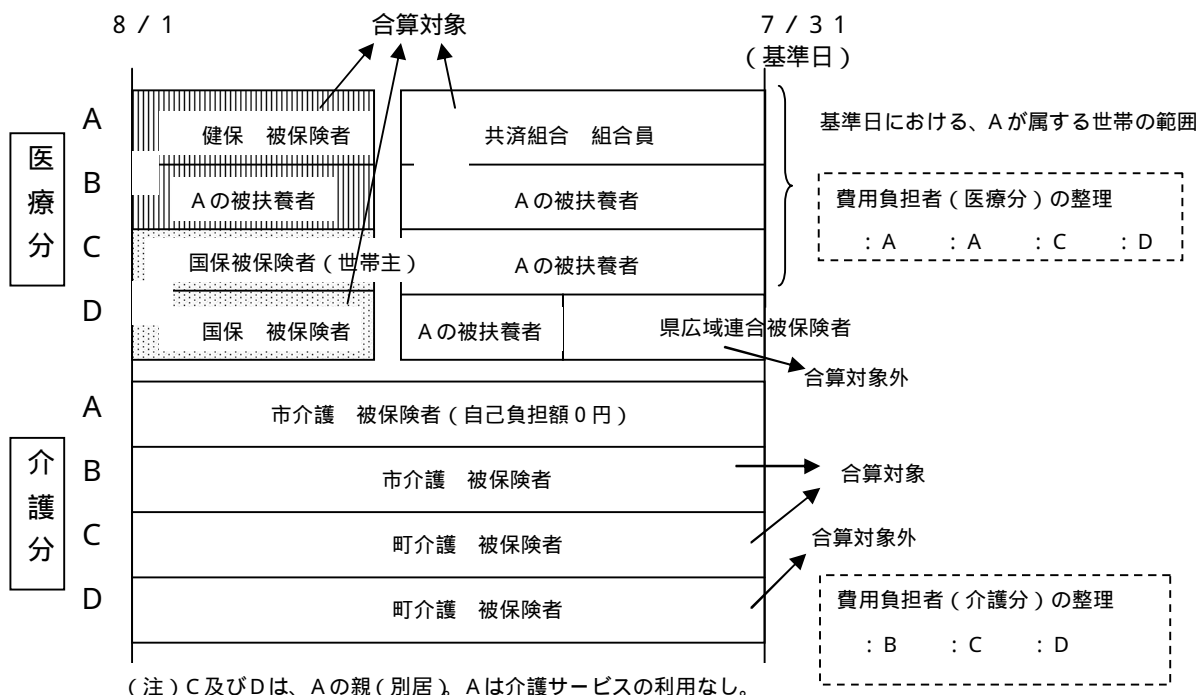 8/1
合算対象
7/31
(基準日)
医療分
A
健保 被保険者
共済組合 組合員
B
Aの被扶養者
Aの被扶養者
C
国保被保険者(世帯主)
Aの被扶養者
D
国保 被保険者
Aの被扶養者
県広域連合被保険者
合算対象外
基準日における、Aが属する世帯の範囲
費用負担者(医療分)の整理
:A :A :C :D
介護分
A
市介護 被保険者(自己負担額0円)
B
市介護 被保険者
合算対象
C
町介護 被保険者
合算対象外
D
町介護 被保険者
費用負担者(介護分)の整理
:B :C :D
(注)C及びDは、Aの親(別居)。Aは介護サービスの利用なし。